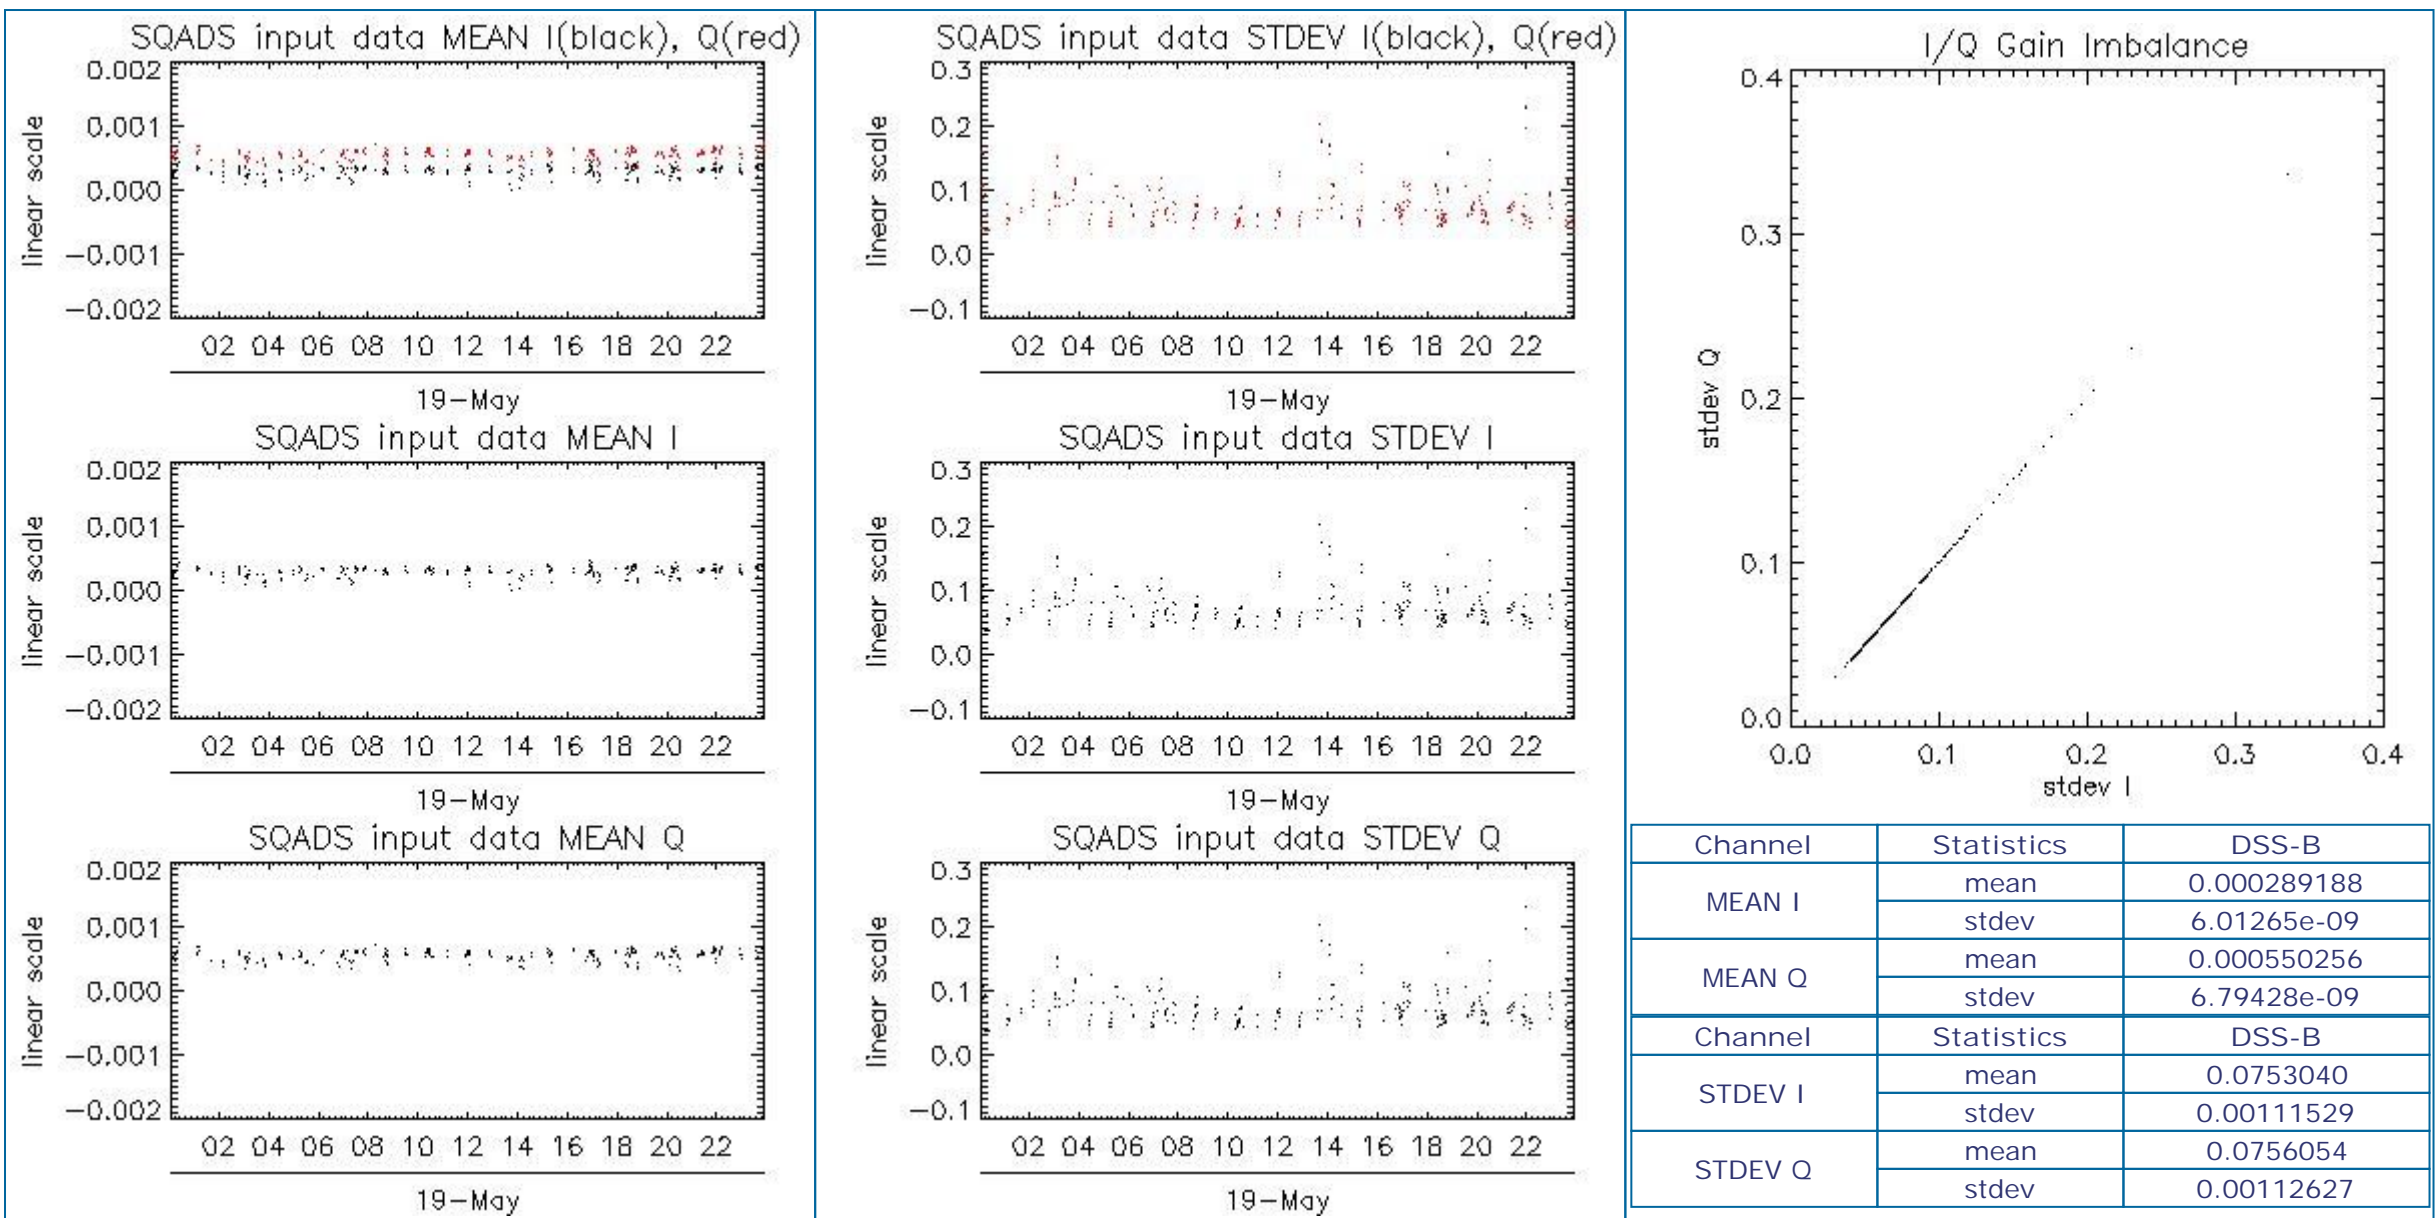 SQADS input data MEAN I(black), Q(red)
linear scale
0.002
0.001
0.000
-0.001
-0.002
02 04 06 08 10 12 14 16 18 20 22
19-May
SQADS input data MEAN I
linear scale
0.002
0.001
0.000
-0.001
-0.002
02 04 06 08 10 12 14 16 18 20 22
19-May
SQADS input data MEAN Q
linear scale
0.002
0.001
0.000
-0.001
-0.002
02 04 06 08 10 12 14 16 18 20 22
19-May
SQADS input data STDEV I(black), Q(red)
linear scale
0.3
0.2
0.1
0.0
-0.1
02 04 06 08 10 12 14 16 18 20 22
19-May
SQADS input data STDEV I
linear scale
0.3
0.2
0.1
0.0
-0.1
02 04 06 08 10 12 14 16 18 20 22
19-May
SQADS input data STDEV Q
linear scale
0.3
0.2
0.1
0.0
-0.1
02 04 06 08 10 12 14 16 18 20 22
19-May
I/Q Gain Imbalance
stdev Q
0.4
0.3
0.2
0.1
0.0
0.0 0.1 0.2 0.3 0.4
stdev I
Channel Statistics DSS-B
MEAN I mean 0.000289188
stdev 6.01265e-09
MEAN Q mean 0.000550256
stdev 6.79428e-09
Channel Statistics DSS-B
STDEV I mean 0.0753040
stdev 0.00111529
STDEV Q mean 0.0756054
stdev 0.00112627